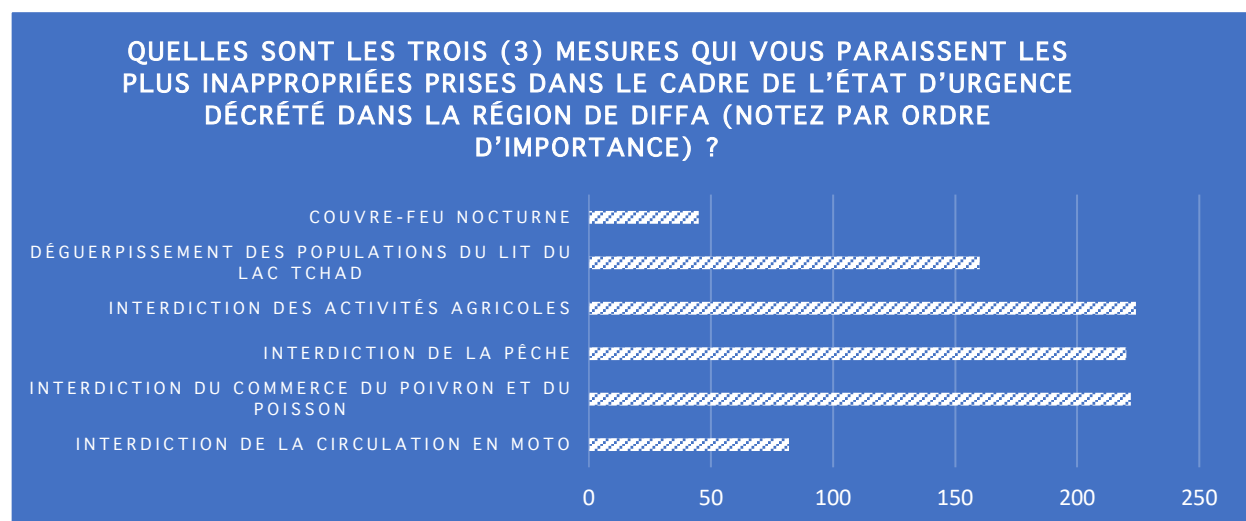 QUELLES SONT LES TROIS (3) MESURES QUI VOUS PARAISSENT LES
PLUS INAPPROPRIÉES PRISES DANS LE CADRE DE L'ÉTAT D'URGENCE
DÉCRÉTÉ DANS LA RÉGION DE DIFFA (NOTEZ PAR ORDRE
D'IMPORTANCE) ?
COUVRE-FEU NOCTURNE
DÉGUERPISSEMENT DES POPULATIONS DU LIT DU
LAC TCHAD
INTERDICTION DES ACTIVITÉS AGRICOLES
INTERDICTION DE LA PÊCHE
INTERDICTION DU COMMERCE DU POIVRON ET DU
POISSON
INTERDICTION DE LA CIRCULATION EN MOTO
0 50 100 150 200 250